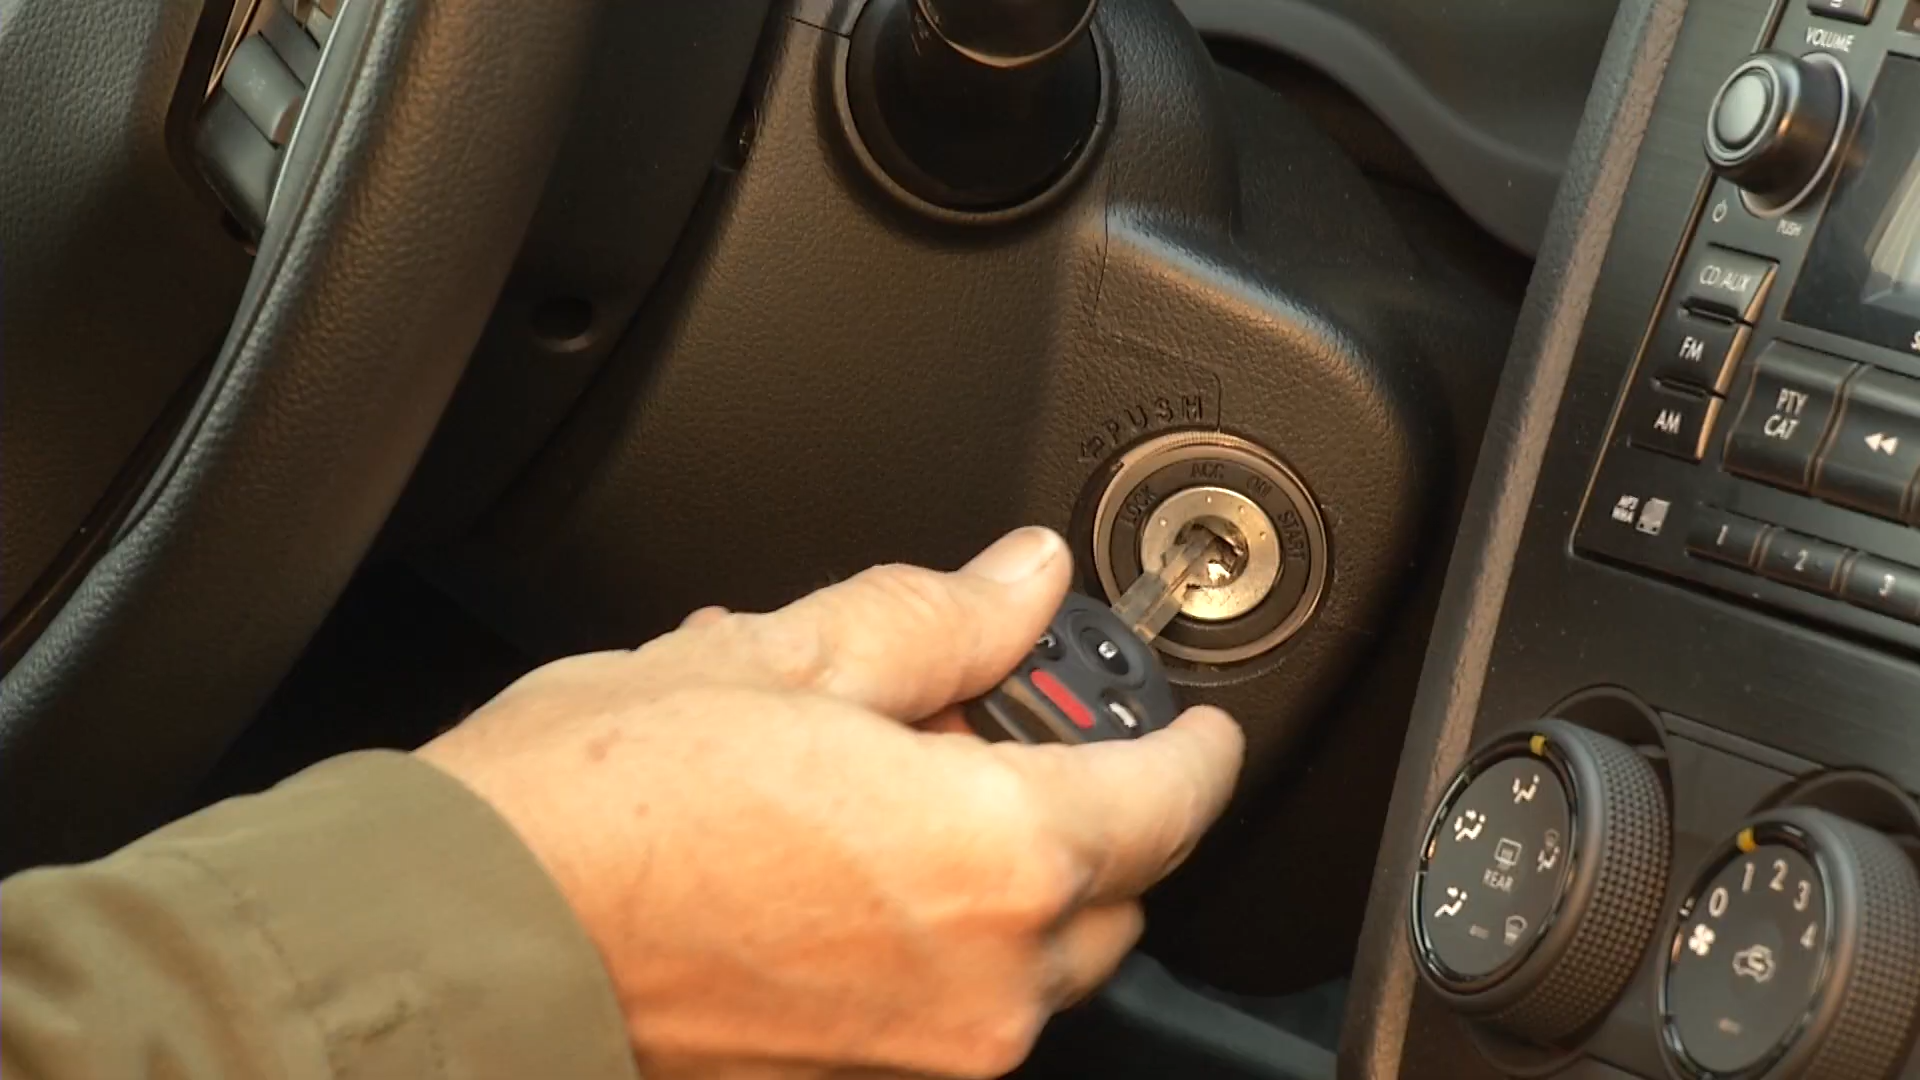 VOLUME
PUSH
CD/AUX
FM
AM
PTY
CAT
1
2
3
PUSH
LOCK
ACC
ON
START
REAR
0
1
2
3
4